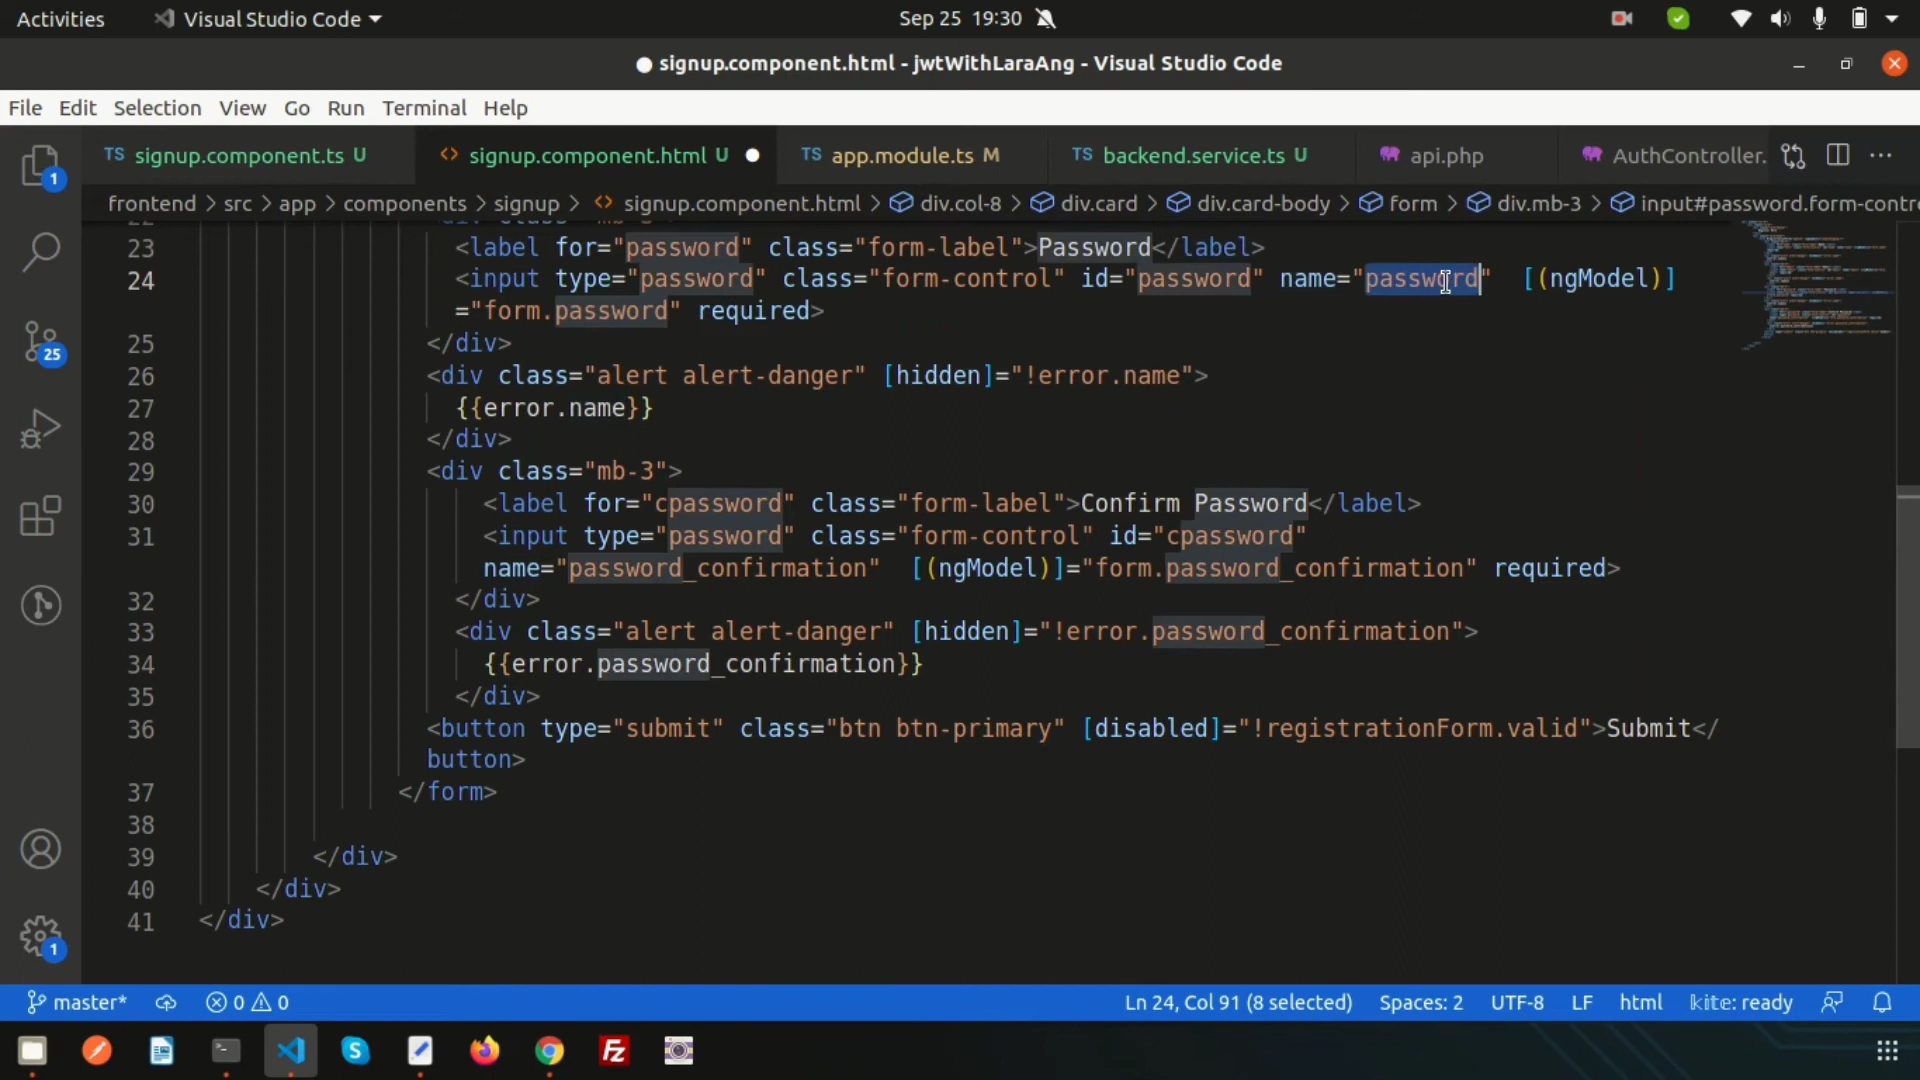 Activities
Visual Studio Code
Sep 25 19:30
signup.component.html - jwtWithLaraAng - Visual Studio Code
File Edit Selection View Go Run Terminal Help
TS signup.component.ts U
<> signup.component.html U
TS app.module.ts M
TS backend.service.ts U
api.php
AuthController.
frontend > src > app > components > signup > <> signup.component.html > div.col-8 > div.card > div.card-body > form > div.mb-3 > input#password.form-contr
23 <label for="password" class="form-label">Password</label>
24 <input type="password" class="form-control" id="password" name="password"  [(ngModel)]
="form.password" required>
25 </div>
26 <div class="alert alert-danger" [hidden]="!error.name">
27 {{error.name}}
28 </div>
29 <div class="mb-3">
30 <label for="cpassword" class="form-label">Confirm Password</label>
31 <input type="password" class="form-control" id="cpassword"
name="password_confirmation"  [(ngModel)]="form.password_confirmation" required>
32 </div>
33 <div class="alert alert-danger" [hidden]="!error.password_confirmation">
34 {{error.password_confirmation}}
35 </div>
36 <button type="submit" class="btn btn-primary" [disabled]="!registrationForm.valid">Submit</
button>
37 </form>
38
39 </div>
40 </div>
41 </div>
1
25
1
master* 0 0
Ln 24, Col 91 (8 selected) Spaces: 2 UTF-8 LF html kite: ready